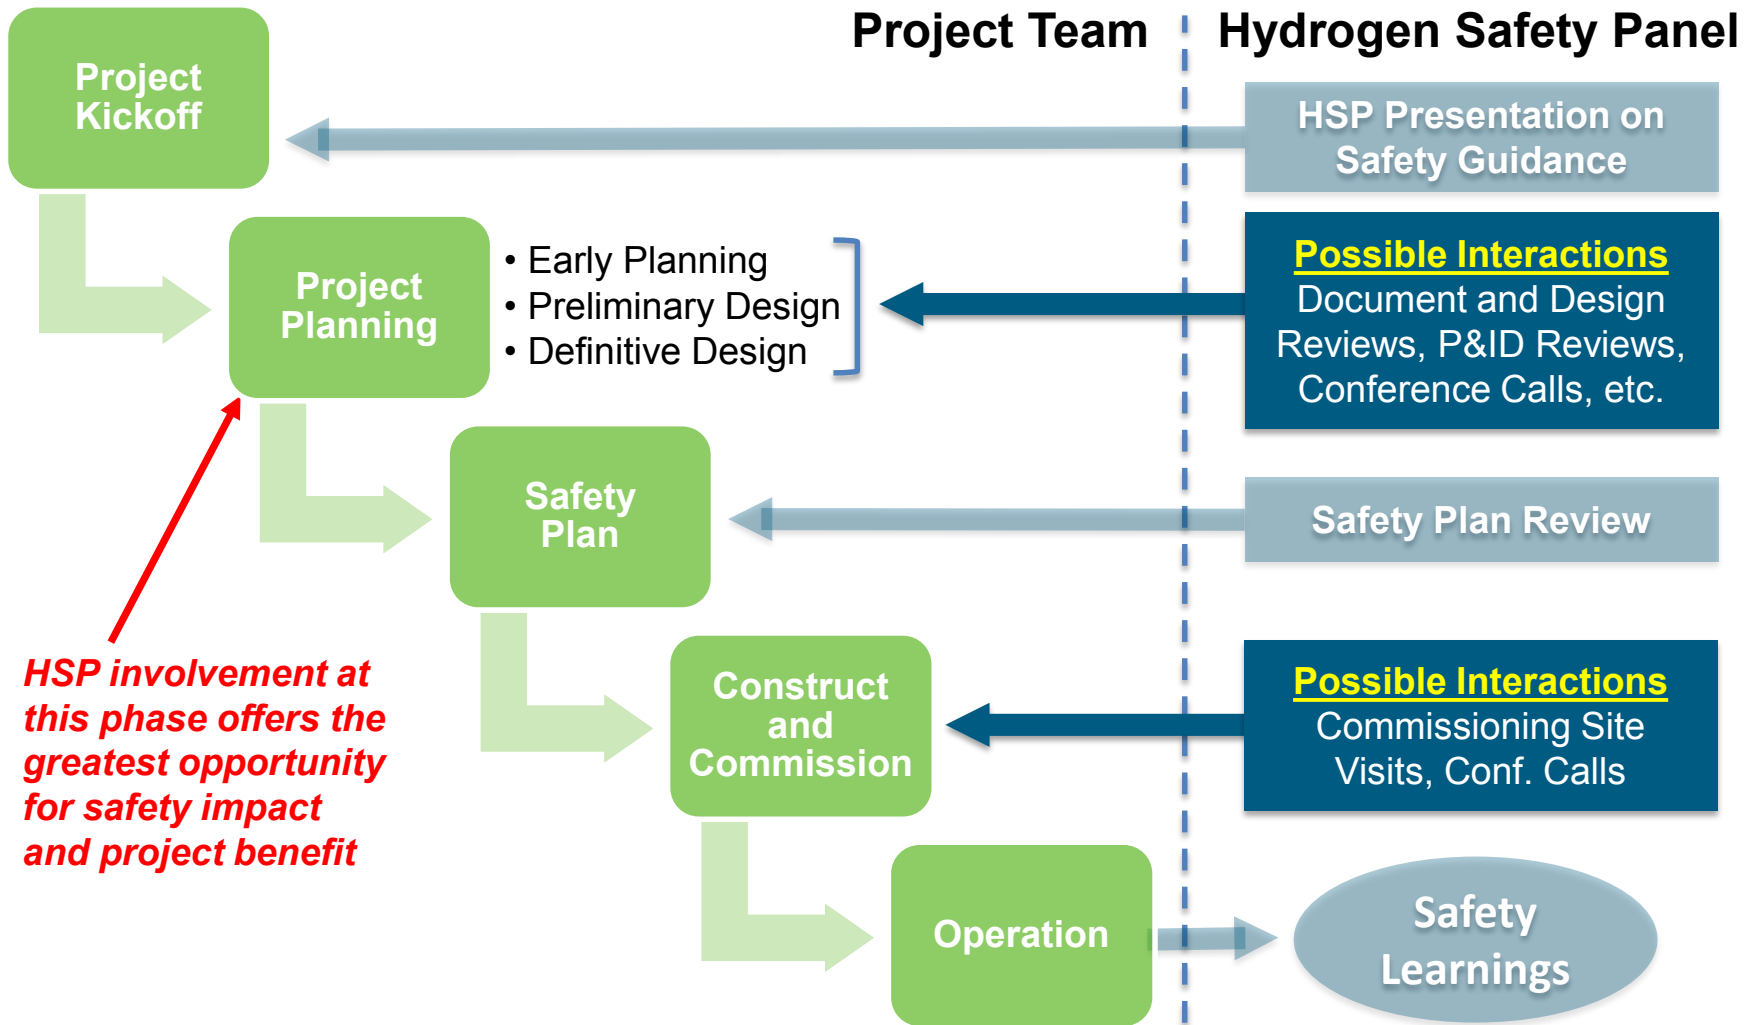 Project Team
Hydrogen Safety Panel
Project
Kickoff
HSP Presentation on
Safety Guidance
Project
Planning
• Early Planning
• Preliminary Design
• Definitive Design
Possible Interactions
Document and Design
Reviews, P&ID Reviews,
Conference Calls, etc.
Safety
Plan
Safety Plan Review
HSP involvement at
this phase offers the
greatest opportunity
for safety impact
and project benefit
Construct
and
Commission
Possible Interactions
Commissioning Site
Visits, Conf. Calls
Operation
Safety
Learnings